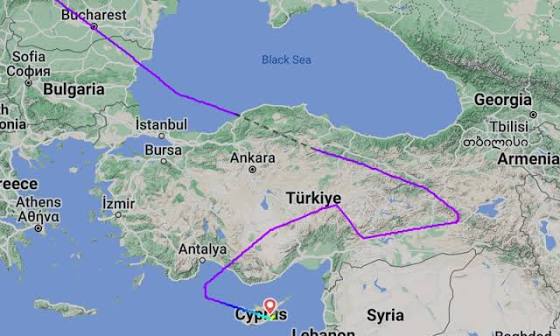 Bucharest
Black Sea
Sofia
София
Bulgaria
Georgia
Tbilisi
თბილისი
onia
İstanbul
Bursa
Armenia
Ankara
reece
Türkiye
Athens
Αθήνα
İzmir
Antalya
Cyprus
Syria
Lebanon
Baghdad